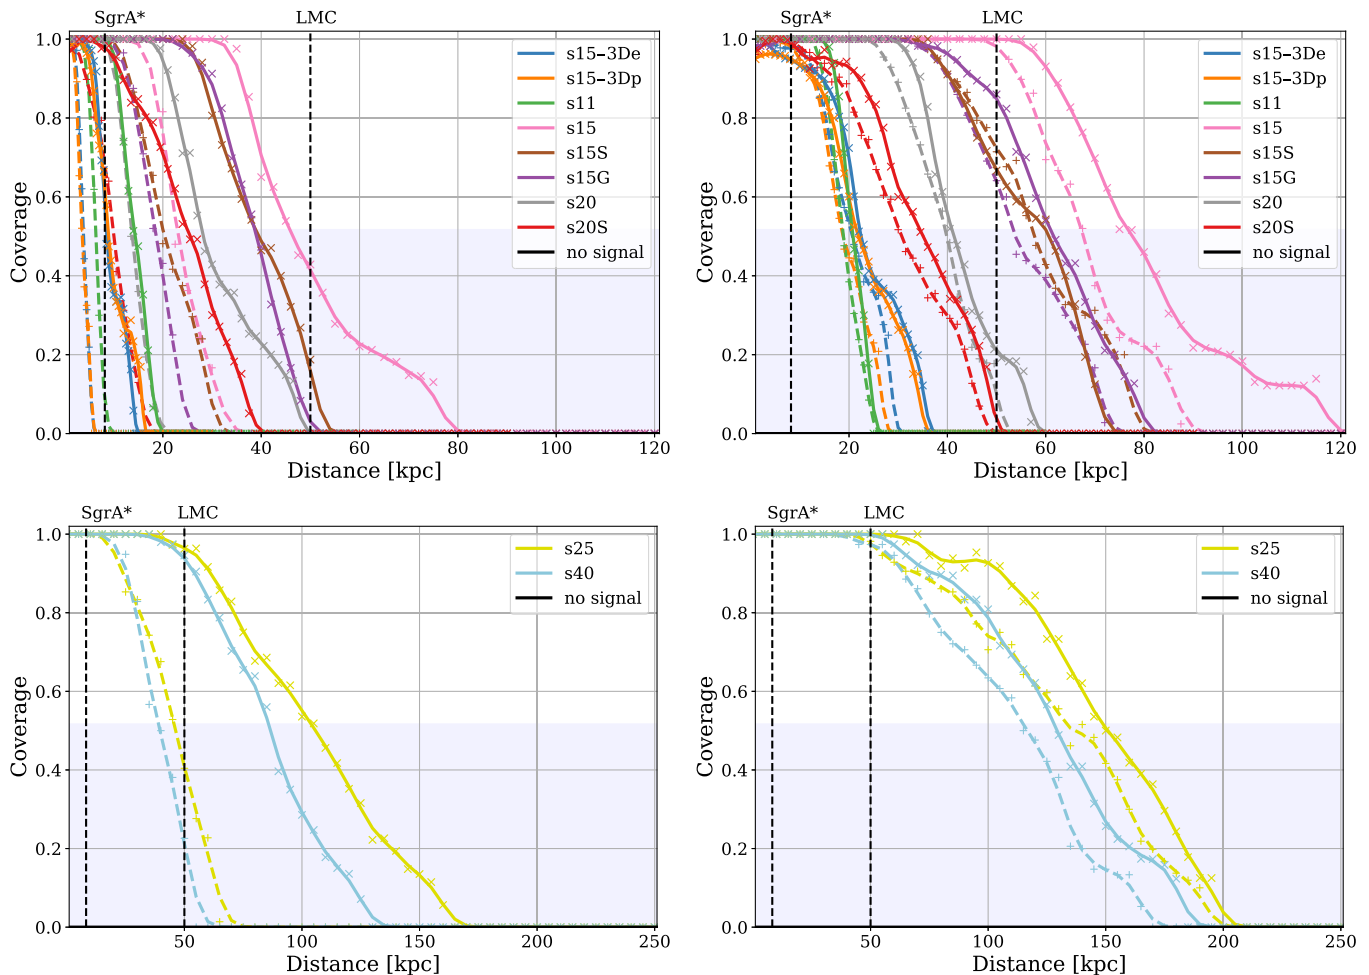 SgrA* LMC
1.0
0.8
0.6
0.4
0.2
0.0
Coverage
s15−3De
s15−3Dp
s11
s15
s15S
s15G
s20
s20S
no signal
20 40 60 80 100 120
Distance [kpc]
SgrA* LMC
1.0
0.8
0.6
0.4
0.2
0.0
Coverage
s15−3De
s15−3Dp
s11
s15
s15S
s15G
s20
s20S
no signal
20 40 60 80 100 120
Distance [kpc]
SgrA* LMC
1.0
0.8
0.6
0.4
0.2
0.0
Coverage
s25
s40
no signal
50 100 150 200 250
Distance [kpc]
SgrA* LMC
1.0
0.8
0.6
0.4
0.2
0.0
Coverage
s25
s40
no signal
50 100 150 200 250
Distance [kpc]